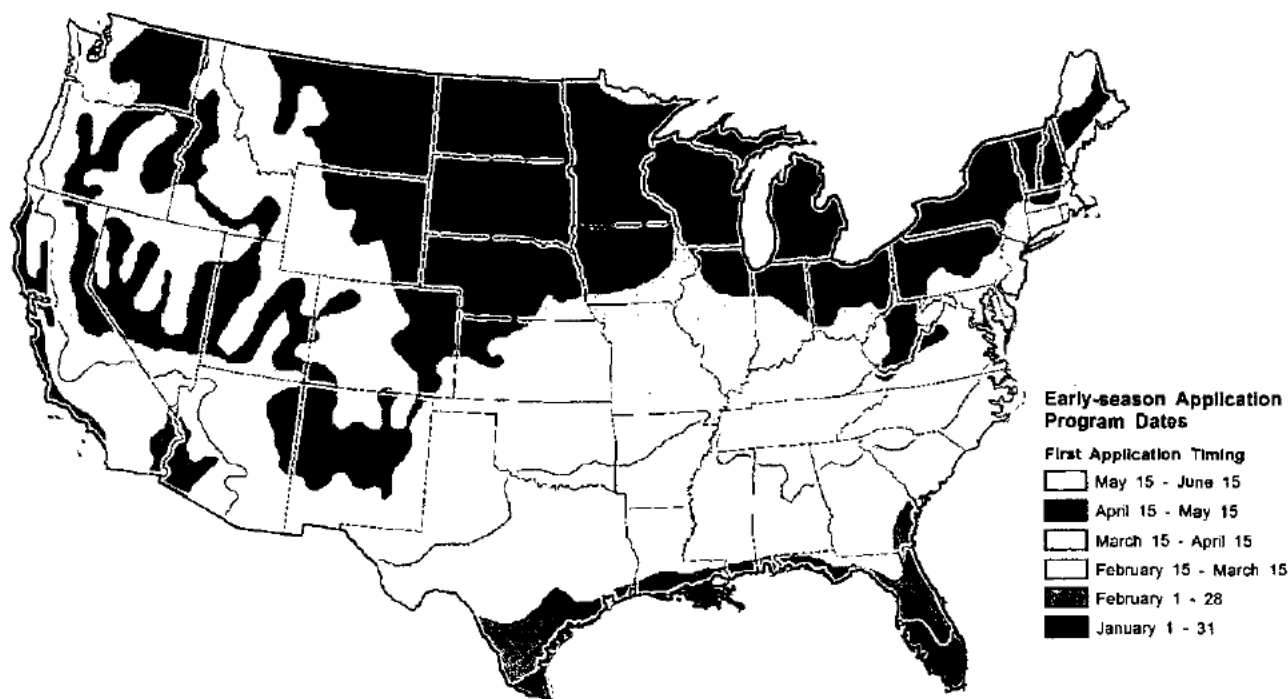 Early-season Application
Program Dates
First Application Timing
May 15 - June 15
April 15 - May 15
March 15 - April 15
February 15 - March 15
February 1 - 28
January 1 - 31